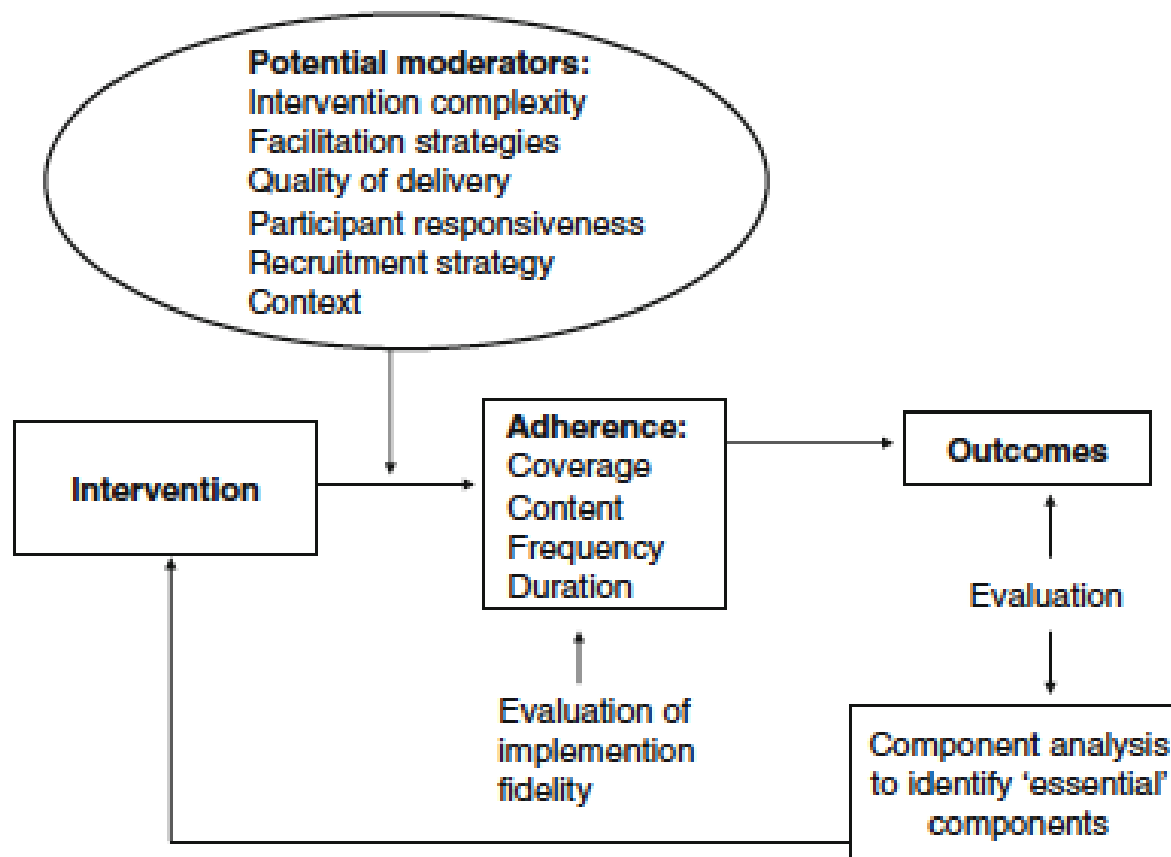 Potential moderators:
Intervention complexity
Facilitation strategies
Quality of delivery
Participant responsiveness
Recruitment strategy
Context
Intervention
Adherence:
Coverage
Content
Frequency
Duration
Outcomes
Evaluation
Evaluation of
implemention
fidelity
Component analysis
to identify ‘essential’
components